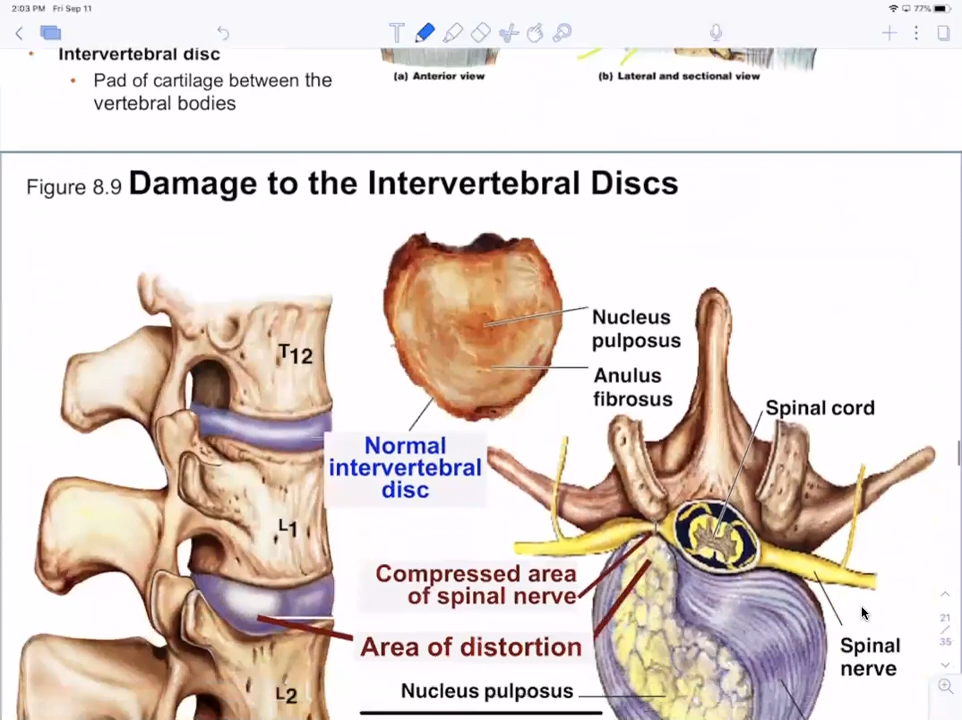 2:03 PM Fri Sep 11
77%
T
Intervertebral disc
• Pad of cartilage between the
vertebral bodies
(a) Anterior view
(b) Lateral and sectional view
Figure 8.9 Damage to the Intervertebral Discs
T12
Nucleus
pulposus
Anulus
fibrosus
Normal
intervertebral
disc
Spinal cord
L1
Compressed area
of spinal nerve
Area of distortion
Spinal
nerve
L2
Nucleus pulposus
21
/
35